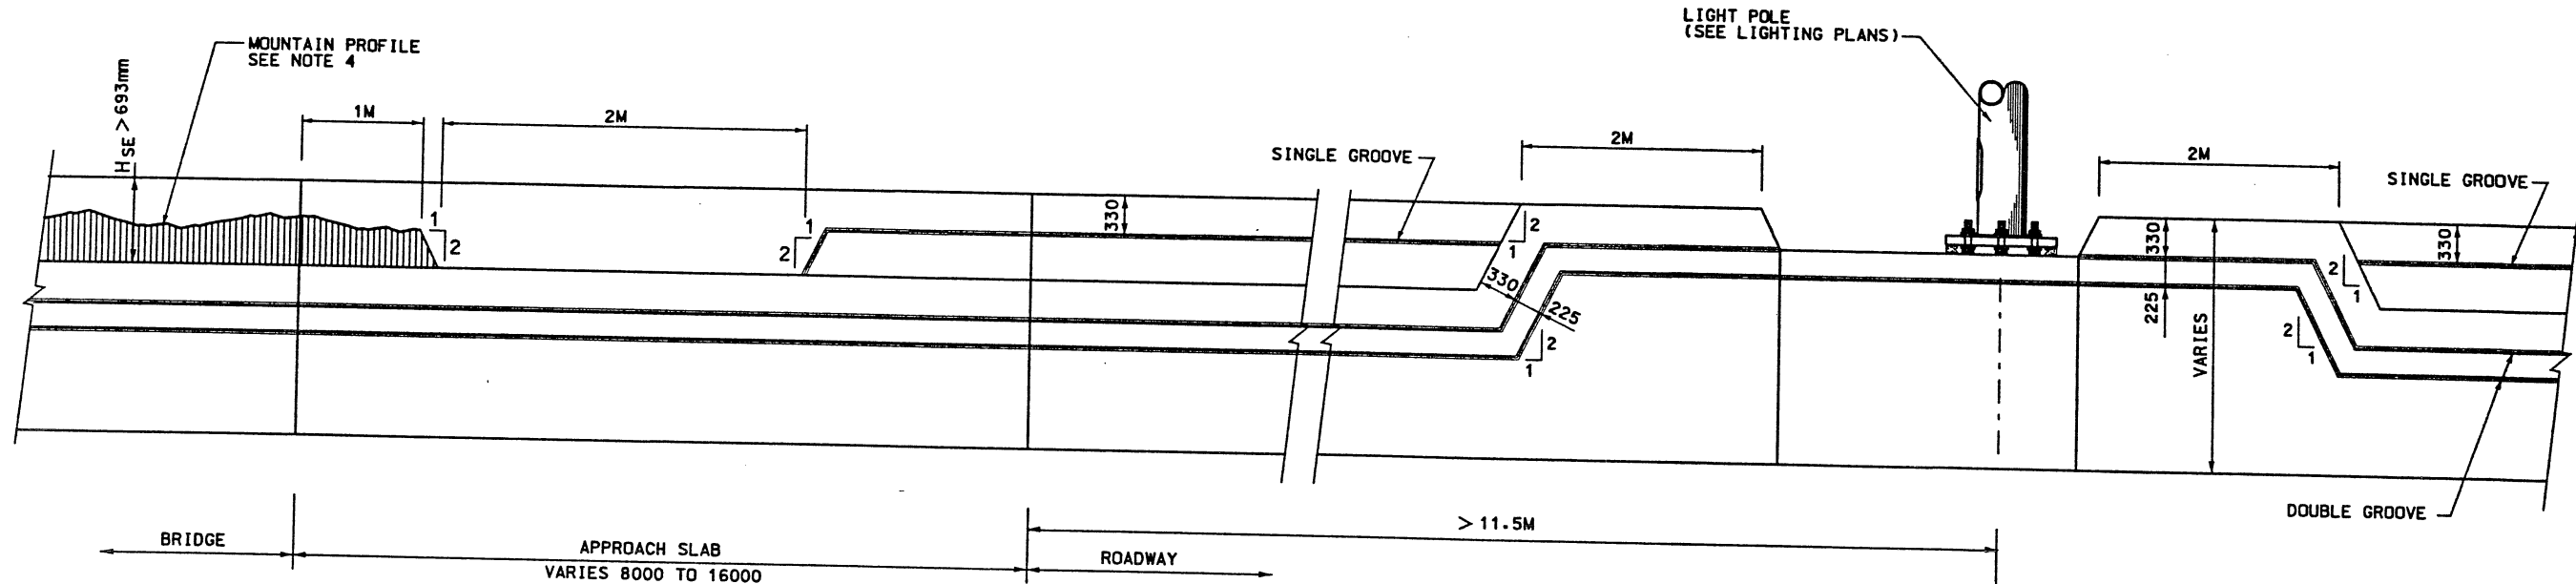 LIGHT POLE
(SEE LIGHTING PLANS)
MOUNTAIN PROFILE
SEE NOTE 4
HSE >693mm
1M
2M
2M
2M
SINGLE GROOVE
SINGLE GROOVE
330
330
330
1
2
1
2
2
1
2
1
330
225
225
2
1
2
1
VARIES
DOUBLE GROOVE
> 11.5M
BRIDGE
APPROACH SLAB
VARIES 8000 TO 16000
ROADWAY